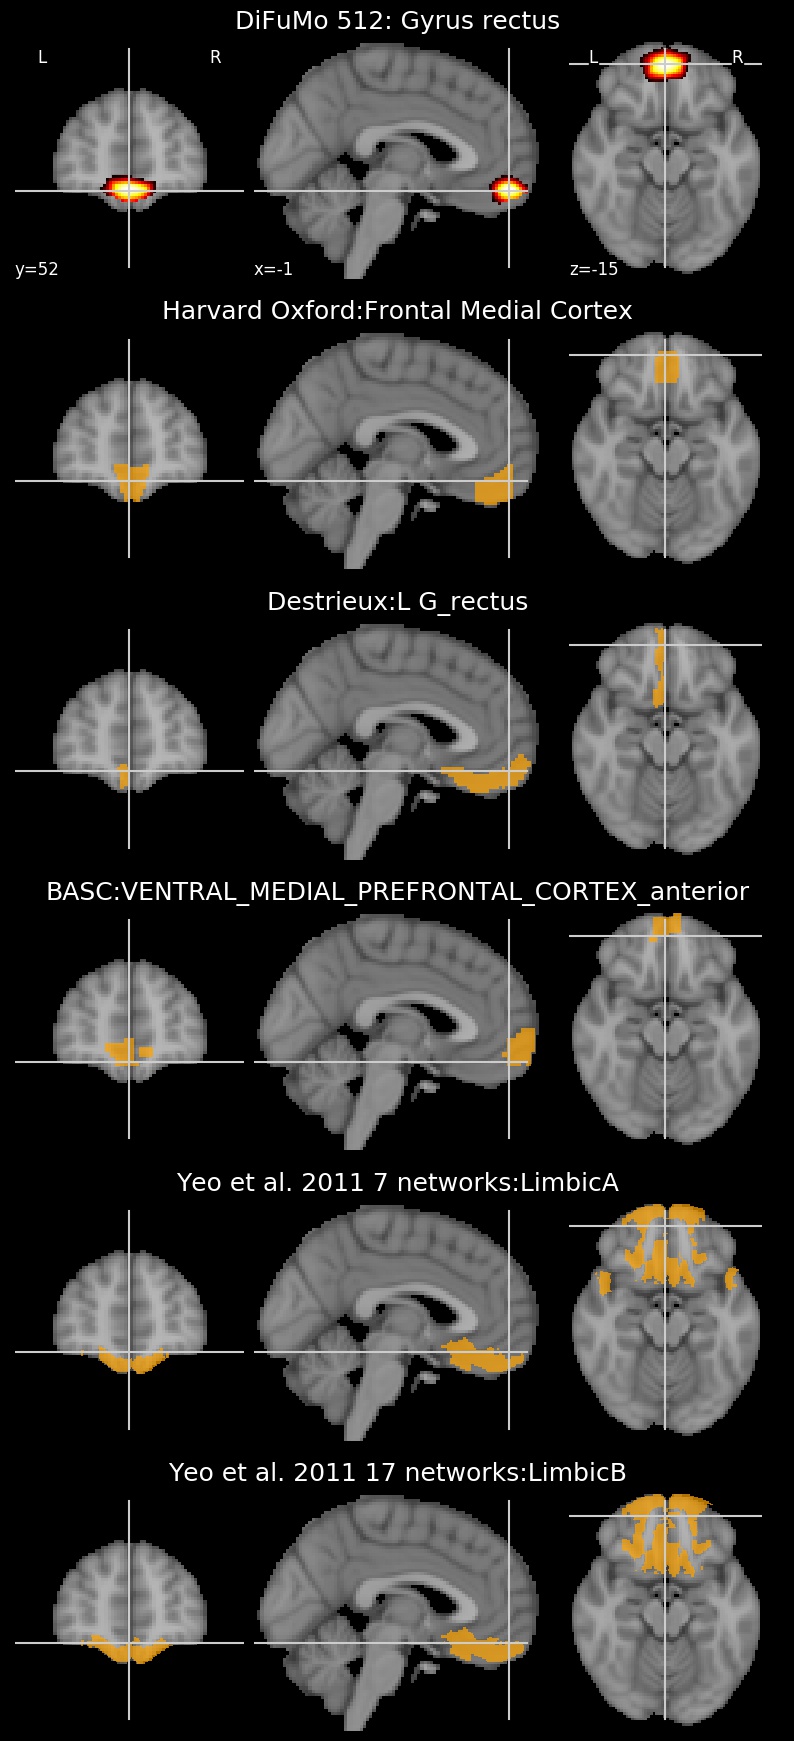 DiFuMo 512: Gyrus rectus
L R L R
y=52 x=-1 z=-15
Harvard Oxford:Frontal Medial Cortex
Destrieux:L G_rectus
BASC:VENTRAL_MEDIAL_PREFRONTAL_CORTEX_anterior
Yeo et al. 2011 7 networks:LimbicA
Yeo et al. 2011 17 networks:LimbicB